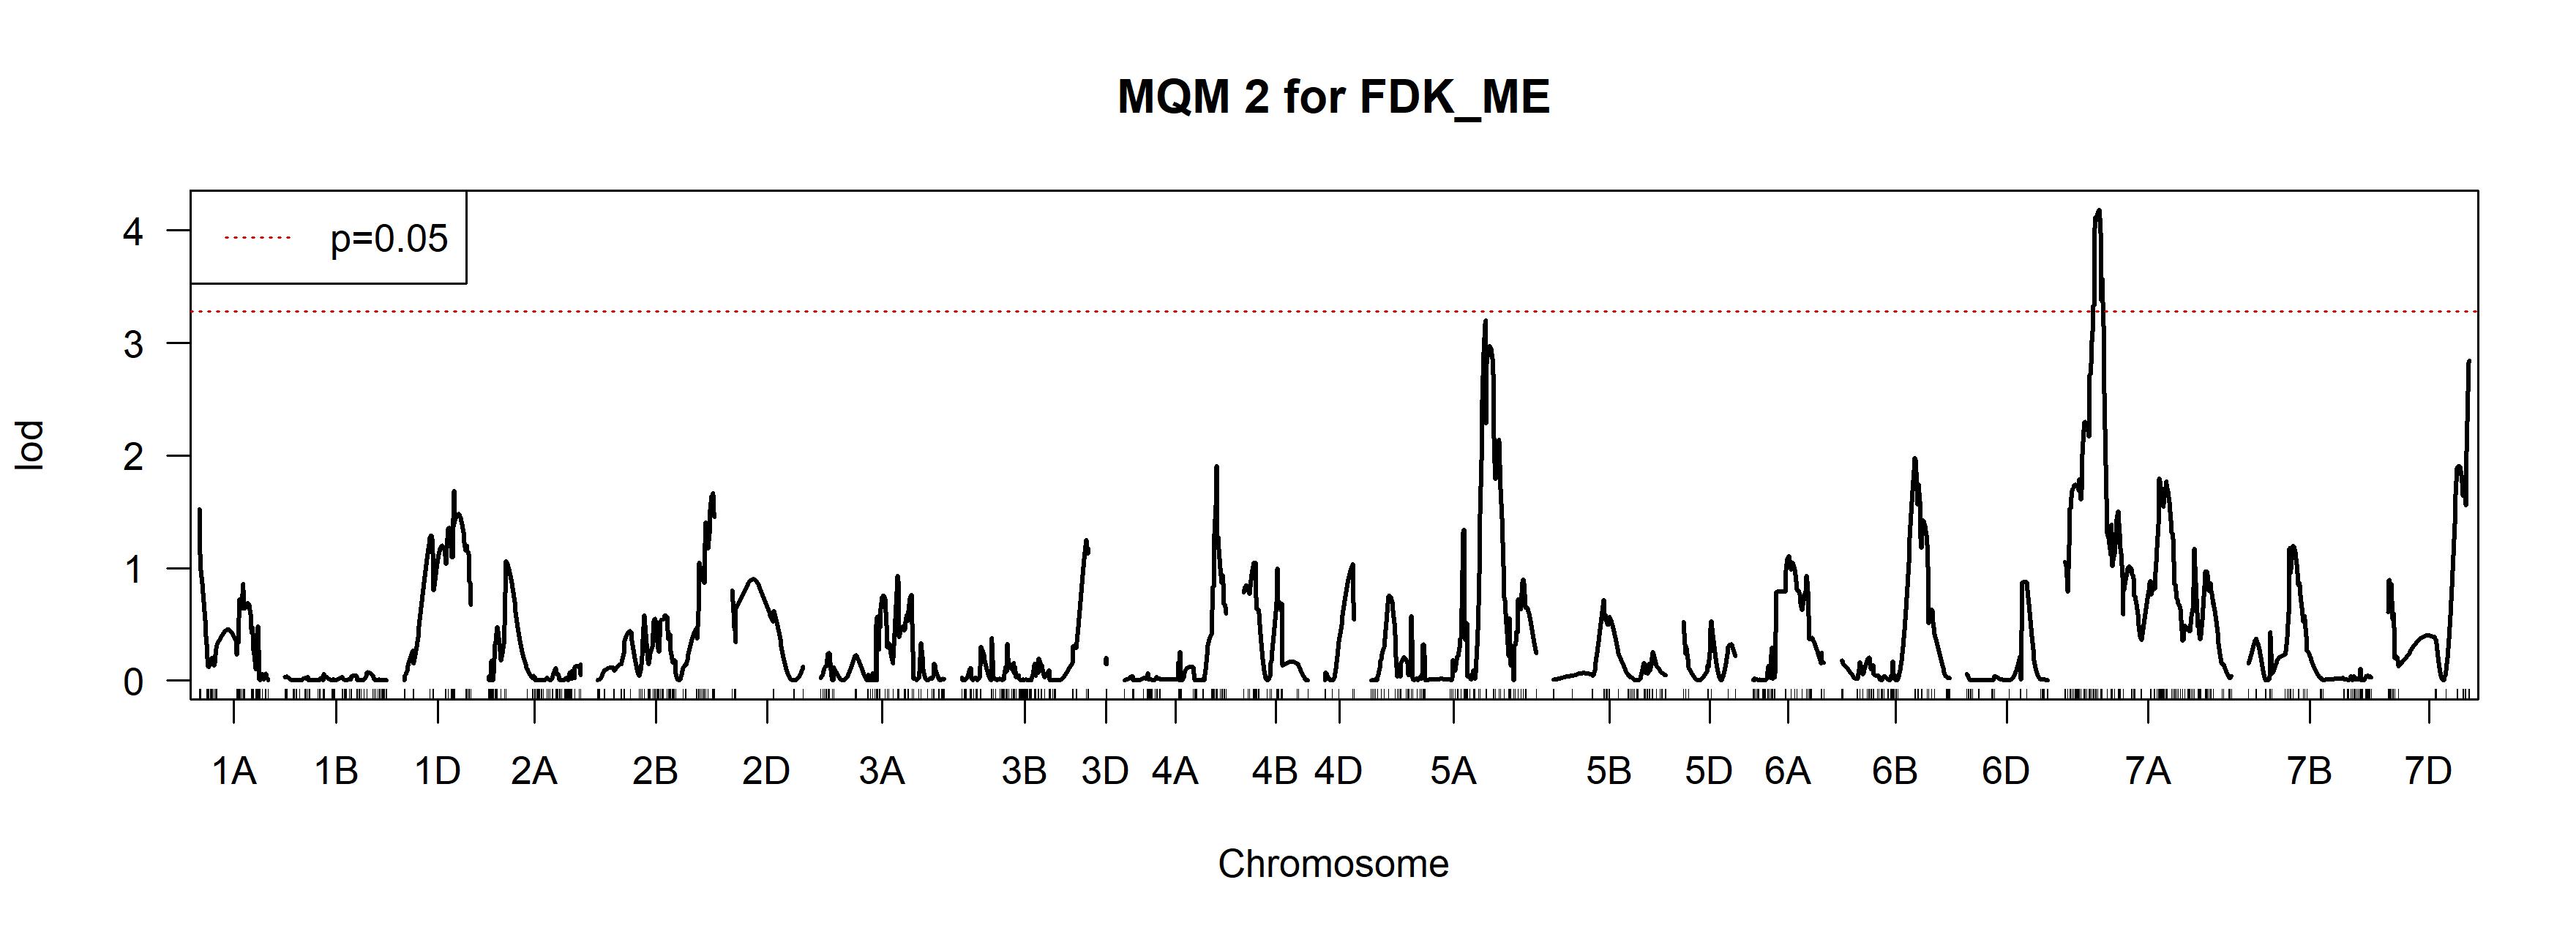 MQM 2 for FDK_ME
p=0.05
4
3
2
1
0
lod
1A 1B 1D 2A 2B 2D 3A 3B 3D 4A 4B 4D 5A 5B 5D 6A 6B 6D 7A 7B 7D
Chromosome